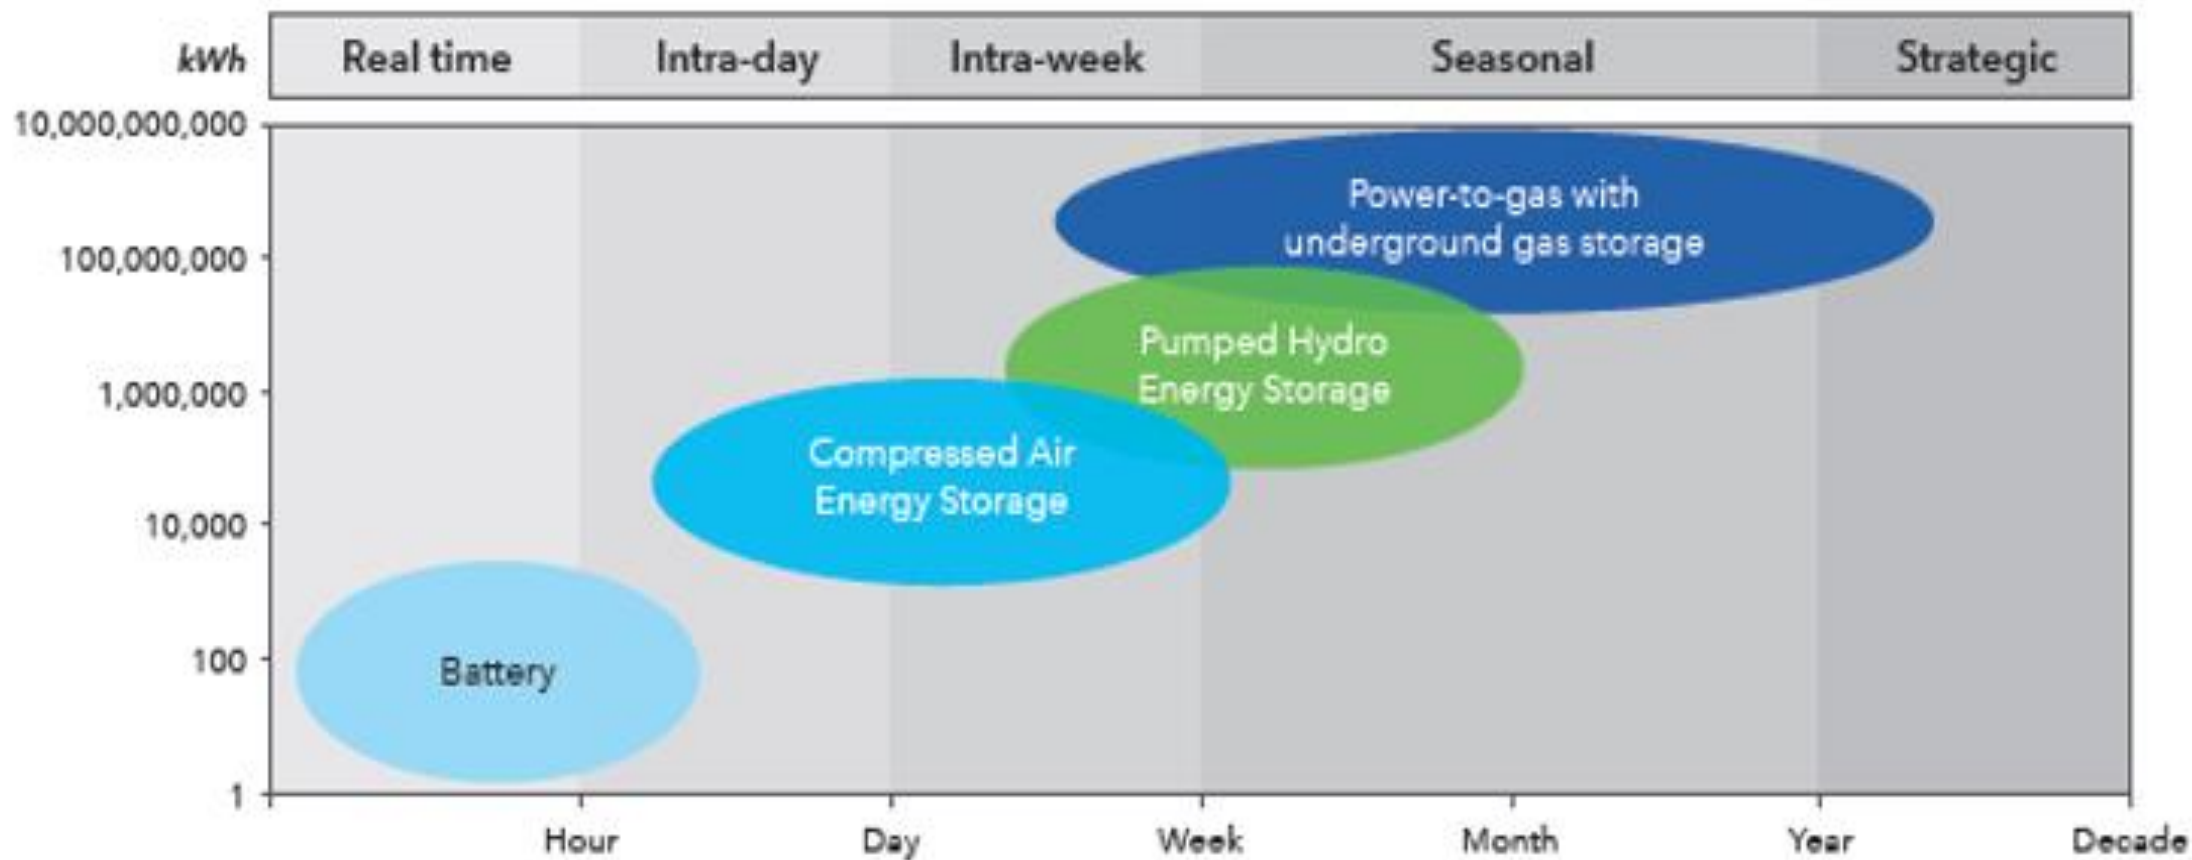 kWh
Real time
Intra-day
Intra-week
Seasonal
Strategic
10,000,000,000
100,000,000
1,000,000
10,000
100
1
Power-to-gas with
underground gas storage
Pumped Hydro
Energy Storage
Compressed Air
Energy Storage
Battery
Hour
Day
Week
Month
Year
Decade